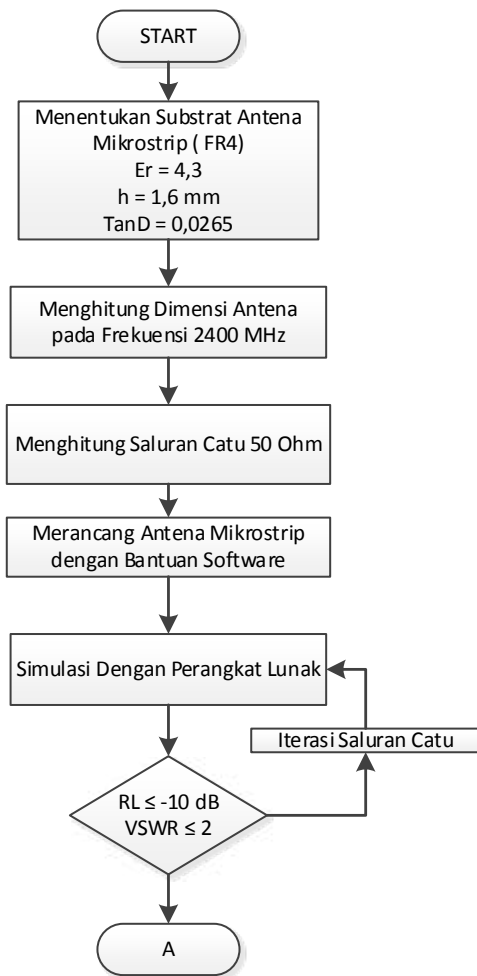 START
Menentukan Substrat Antena
Mikrostrip ( FR4)
Er = 4,3
h = 1,6 mm
TanD = 0,0265
Menghitung Dimensi Antena
pada Frekuensi 2400 MHz
Menghitung Saluran Catu 50 Ohm
Merancang Antena Mikrostrip
dengan Bantuan Software
Simulasi Dengan Perangkat Lunak
Iterasi Saluran Catu
RL ≤ -10 dB
VSWR ≤ 2
A